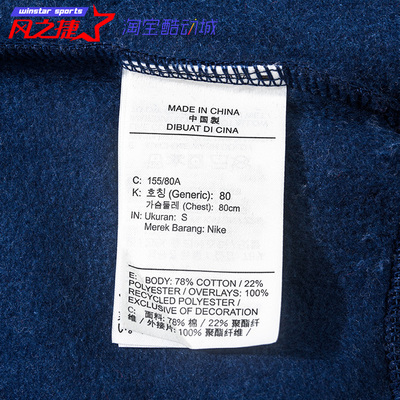 winstar sports
风之捷 淘宝酷动城
MADE IN CHINA
中国製
DIBUAT DI CINA
C: 155/80A
K: 호칭 (Generic): 80
가슴둘레 (Chest): 80cm
IN: Ukuran: S
Merek Barang: Nike
E: BODY: 78% COTTON / 22%
POLYESTER / OVERLAYS: 100%
RECYCLED POLYESTER /
EXCLUSIVE OF DECORATION
C: 面料: 78% 棉 / 22% 聚酯纤
维 / 外接片: 100% 聚酯纤维 /